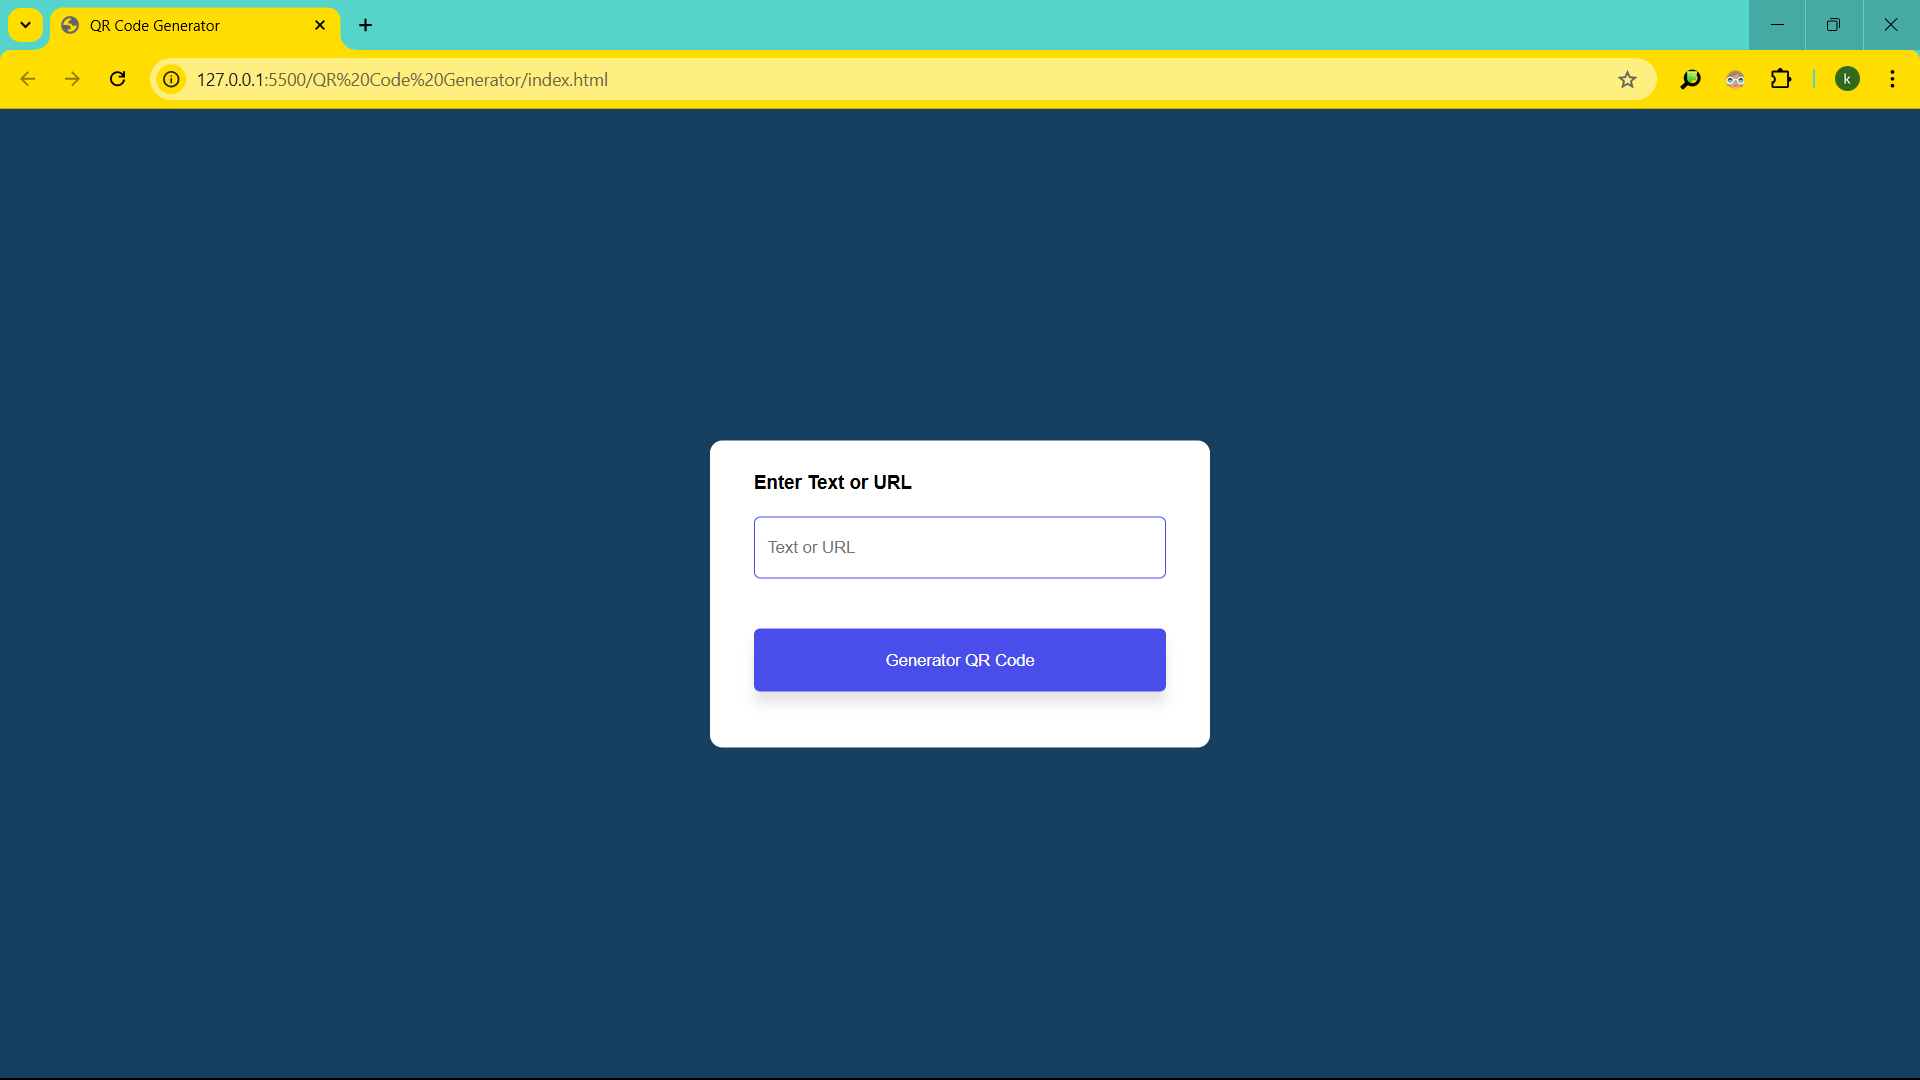 QR Code Generator
127.0.0.1:5500/QR%20Code%20Generator/index.html
k
Enter Text or URL
Text or URL
Generator QR Code